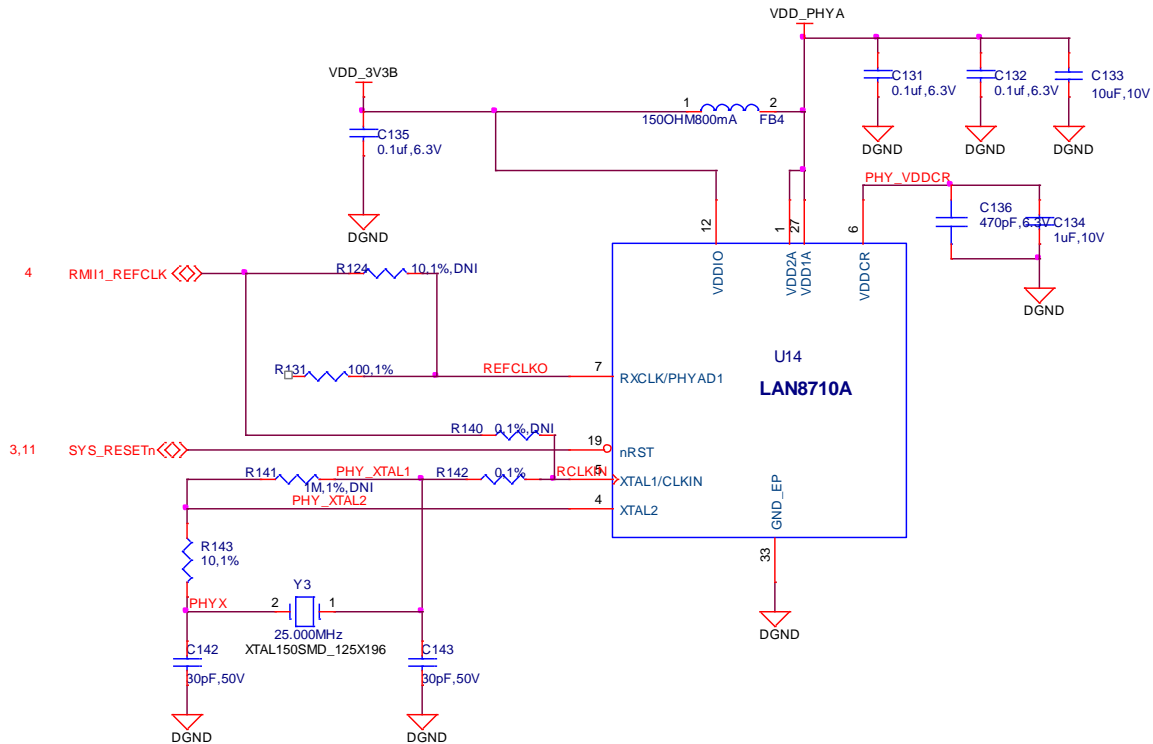 VDD_PHYA
VDD_3V3B
C131
0.1uf,6.3V
C132
0.1uf,6.3V
C133
10uF,10V
1
2
150OHM800mA
FB4
C135
0.1uf,6.3V
DGND
DGND
DGND
DGND
PHY_VDDCR
C136
470pF,6.3V
C134
1uF,10V
DGND
12
1
27
6
VDDIO
VDD2A
VDD1A
VDDCR
4
RMII1_REFCLK
R124
10,1%,DNI
U14
LAN8710A
R131
100,1%
REFCLKO
7
RXCLK/PHYAD1
R140
0,1%,DNI
3,11
SYS_RESETn
19
nRST
R141
1M,1%,DNI
PHY_XTAL1
R142
0,1%
RCLKIN
5
XTAL1/CLKIN
PHY_XTAL2
4
XTAL2
GND_EP
33
R143
10,1%
PHYX
2
Y3
1
25.000MHz
XTAL150SMD_125X196
C142
30pF,50V
C143
30pF,50V
DGND
DGND
DGND